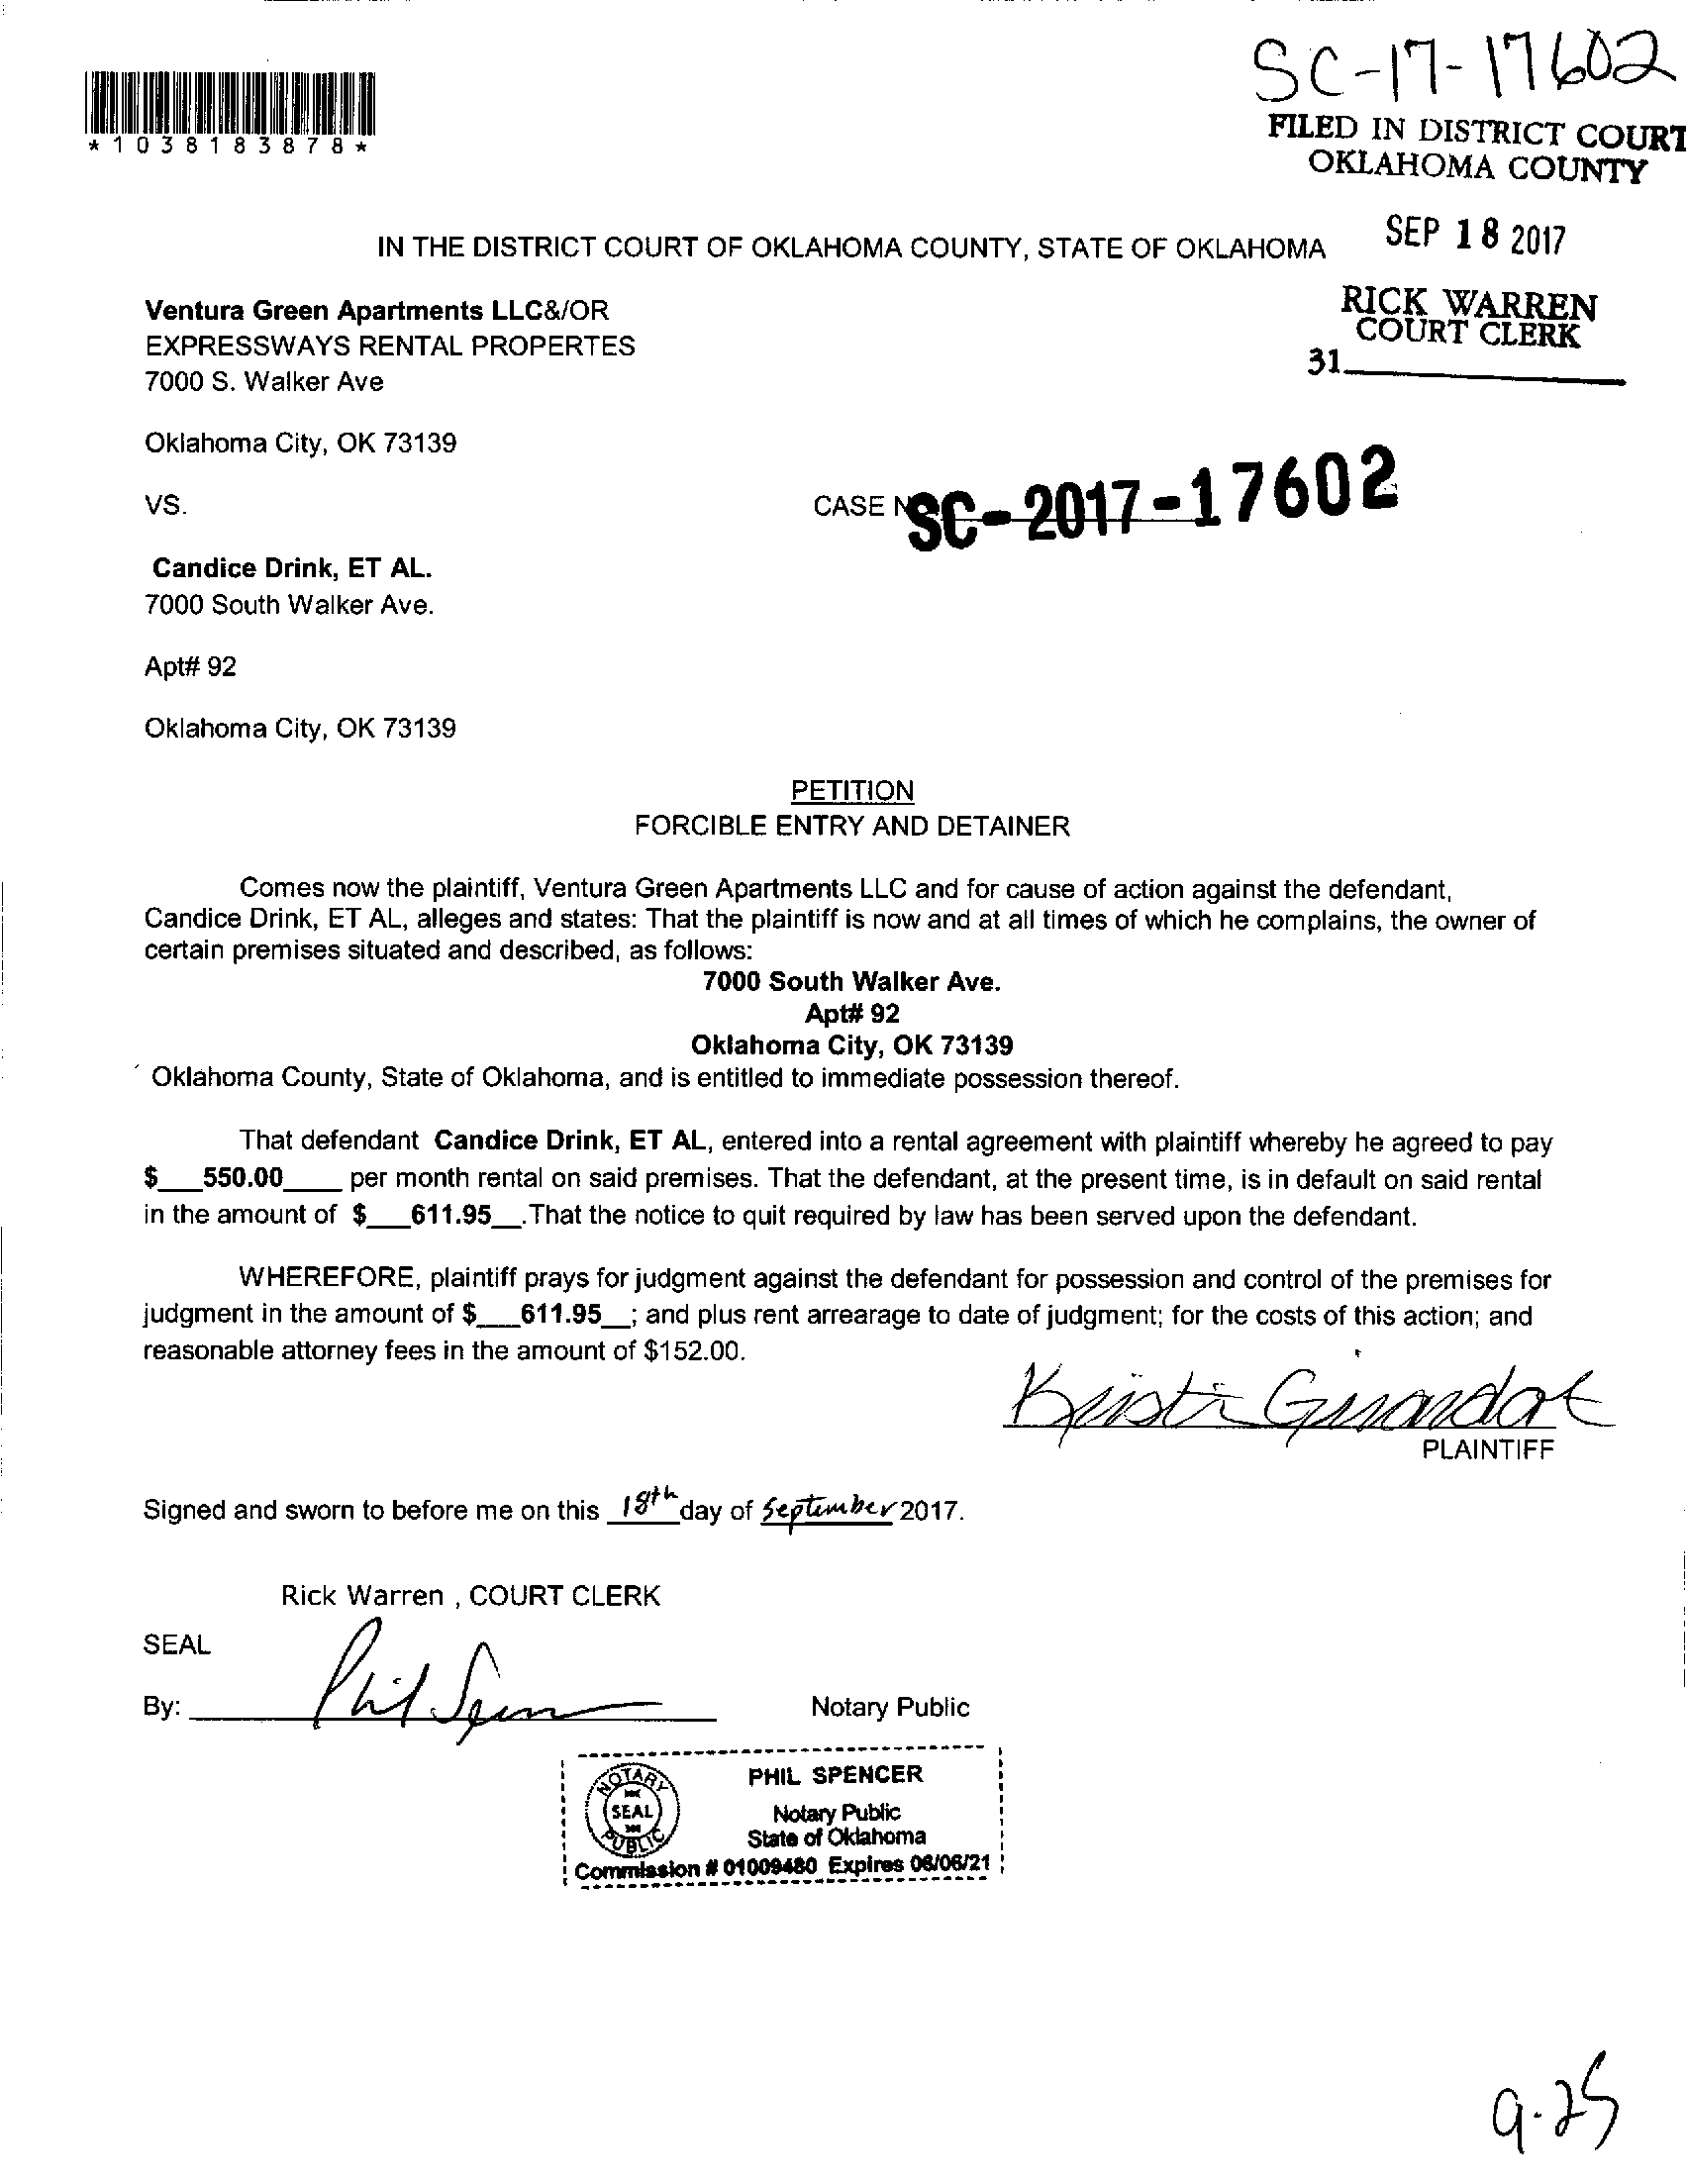 SC-17-17602
*1038183878*
FILED IN DISTRICT COURT
OKLAHOMA COUNTY
SEP 18 2017
RICK WARREN
COURT CLERK
31
IN THE DISTRICT COURT OF OKLAHOMA COUNTY, STATE OF OKLAHOMA
Ventura Green Apartments LLC&/OR
EXPRESSWAYS RENTAL PROPERTES
7000 S. Walker Ave
Oklahoma City, OK 73139
VS.
CASE N SC-2017-17602
Candice Drink, ET AL.
7000 South Walker Ave.
Apt# 92
Oklahoma City, OK 73139
PETITION
FORCIBLE ENTRY AND DETAINER
Comes now the plaintiff, Ventura Green Apartments LLC and for cause of action against the defendant,
Candice Drink, ET AL, alleges and states: That the plaintiff is now and at all times of which he complains, the owner of
certain premises situated and described, as follows:
7000 South Walker Ave.
Apt# 92
Oklahoma City, OK 73139
Oklahoma County, State of Oklahoma, and is entitled to immediate possession thereof.
That defendant Candice Drink, ET AL, entered into a rental agreement with plaintiff whereby he agreed to pay
$___550.00____ per month rental on said premises. That the defendant, at the present time, is in default on said rental
in the amount of $___611.95__.That the notice to quit required by law has been served upon the defendant.
WHEREFORE, plaintiff prays for judgment against the defendant for possession and control of the premises for
judgment in the amount of $___611.95__; and plus rent arrearage to date of judgment; for the costs of this action; and
reasonable attorney fees in the amount of $152.00.
Kristi Girardot
PLAINTIFF
Signed and sworn to before me on this 18th day of September 2017.
Rick Warren , COURT CLERK
SEAL
By: Phil Spencer Notary Public
NOTARY
SEAL
PUBLIC
PHIL SPENCER
Notary Public
State of Oklahoma
Commission # 01009480 Expires 06/06/21
9-25